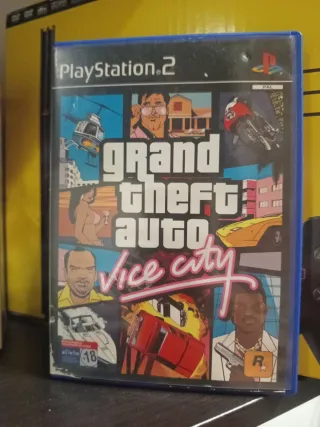 PlayStation.2
grand
theft
auto
Vice City
18
R